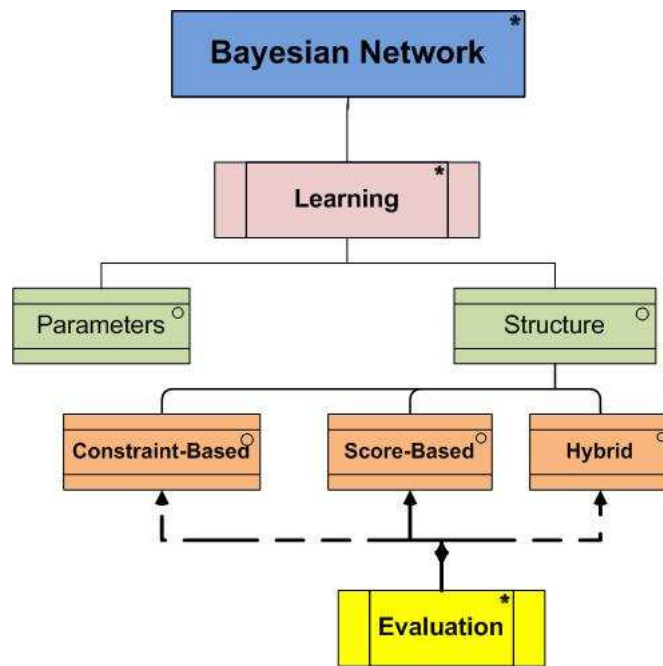 Bayesian Network *
Learning *
Parameters
Structure
Constraint-Based
Score-Based
Hybrid
Evaluation *